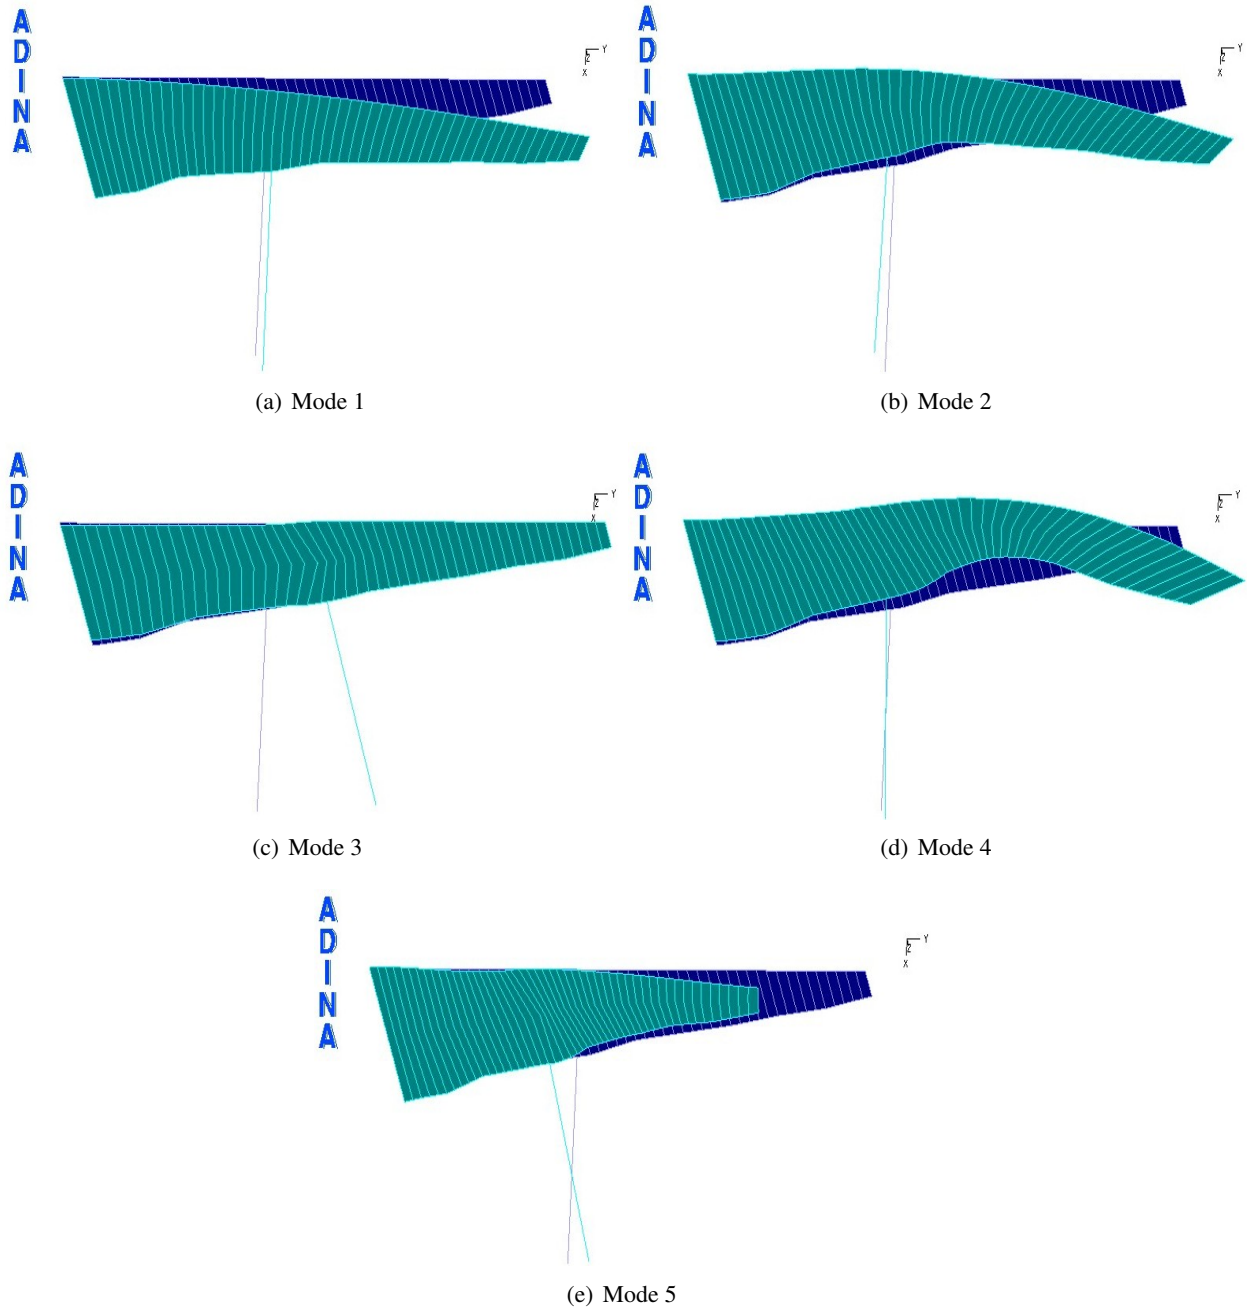 ADINA
Z Y
X
ADINA
Z Y
X
(a) Mode 1
(b) Mode 2
ADINA
Z Y
X
ADINA
Z Y
X
(c) Mode 3
(d) Mode 4
ADINA
Z Y
X
(e) Mode 5